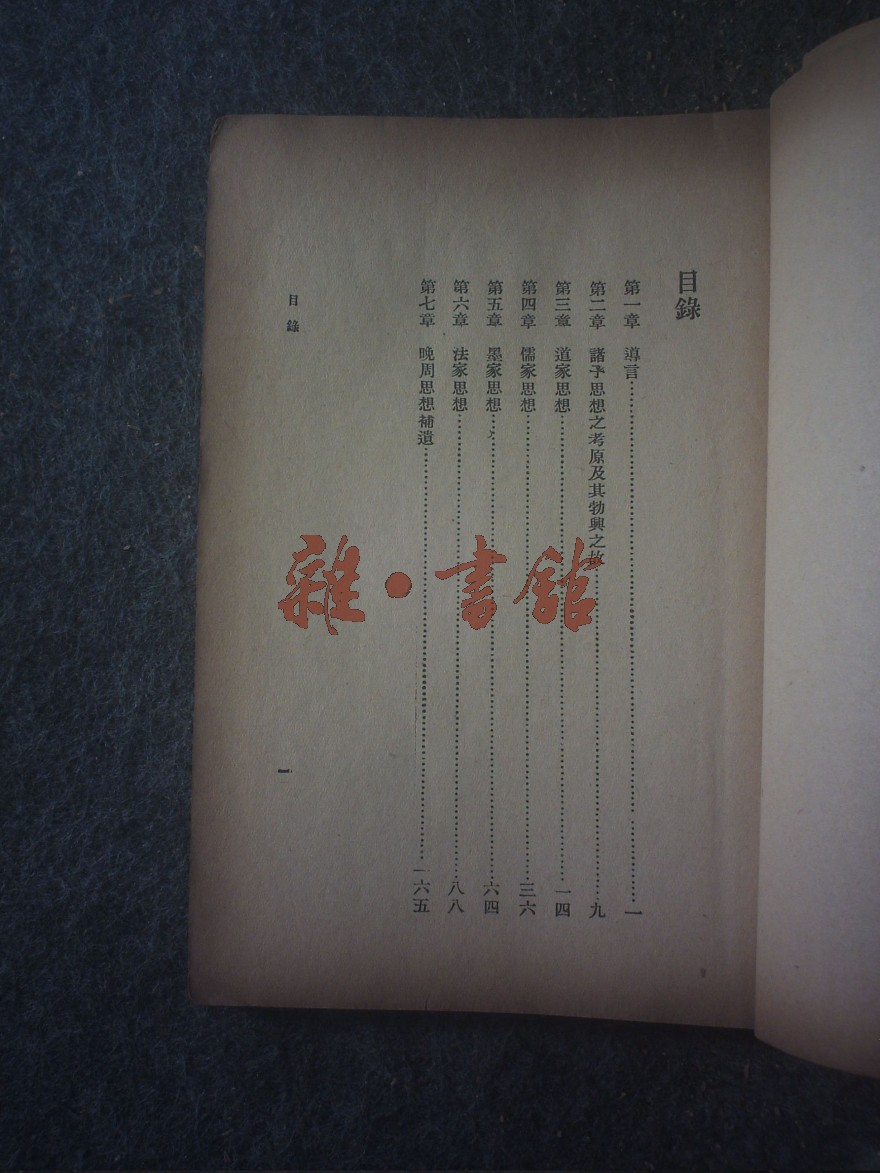 目錄
第一章　導言……一
第二章　諸子思想之考原及其勃興之故……九
第三章　道家思想……一四
第四章　儒家思想……三六
第五章　墨家思想……六四
第六章　法家思想……八八
第七章　晚周思想補遺……一六五
目錄
一
雜·書館